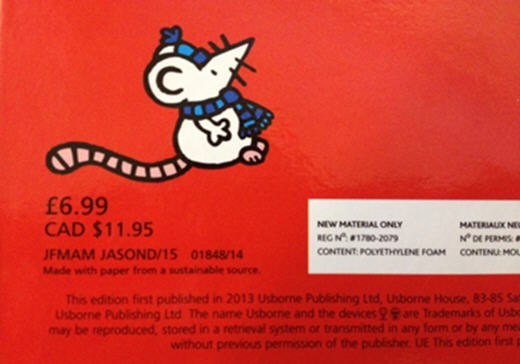 £6.99
CAD $11.95
JFMAM JASOND/15 01848/14
Made with paper from a sustainable source.
NEW MATERIAL ONLY
REG Nº: #1780-2079
CONTENT: POLYETHYLENE FOAM
MATERIAUX NE
Nº DE PERMIS: #
CONTENU: MOU
This edition first published in 2013 Usborne Publishing Ltd, Usborne House, 83-85 Sa
Usborne Publishing Ltd. The name Usborne and the devices are Trademarks of Usbo
may be reproduced, stored in a retrieval system or transmitted in any form or by any mea
without previous permission of the publisher. UE This edition first p